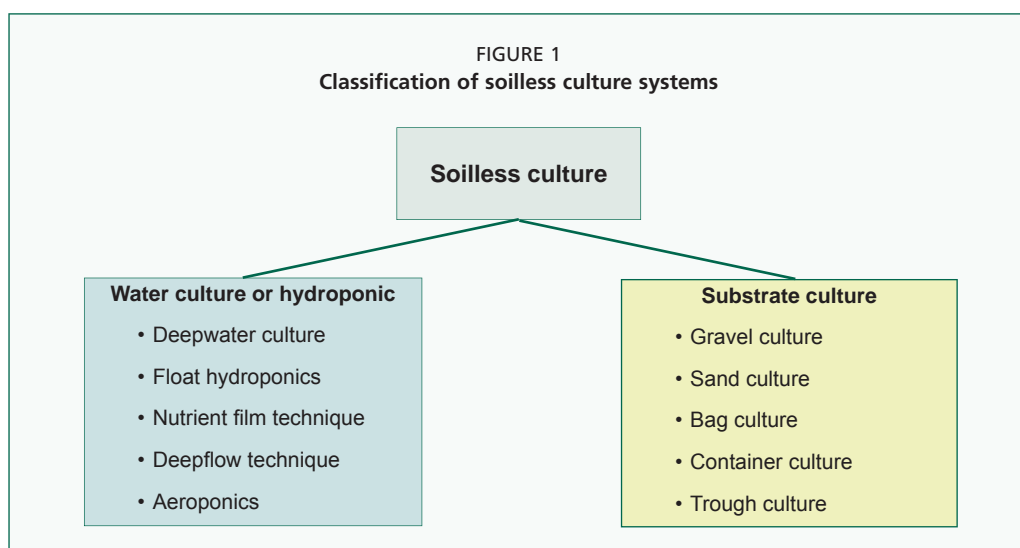 FIGURE 1
Classification of soilless culture systems
Soilless culture
Water culture or hydroponic
• Deepwater culture
• Float hydroponics
• Nutrient film technique
• Deepflow technique
• Aeroponics
Substrate culture
• Gravel culture
• Sand culture
• Bag culture
• Container culture
• Trough culture